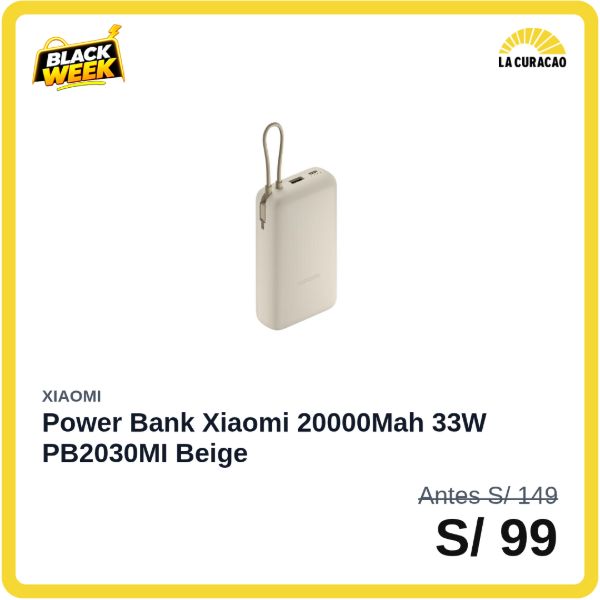 BLACK
WEEK
LA CURACAO
XIAOMI
Power Bank Xiaomi 20000Mah 33W
PB2030MI Beige
Antes S/ 149
S/ 99